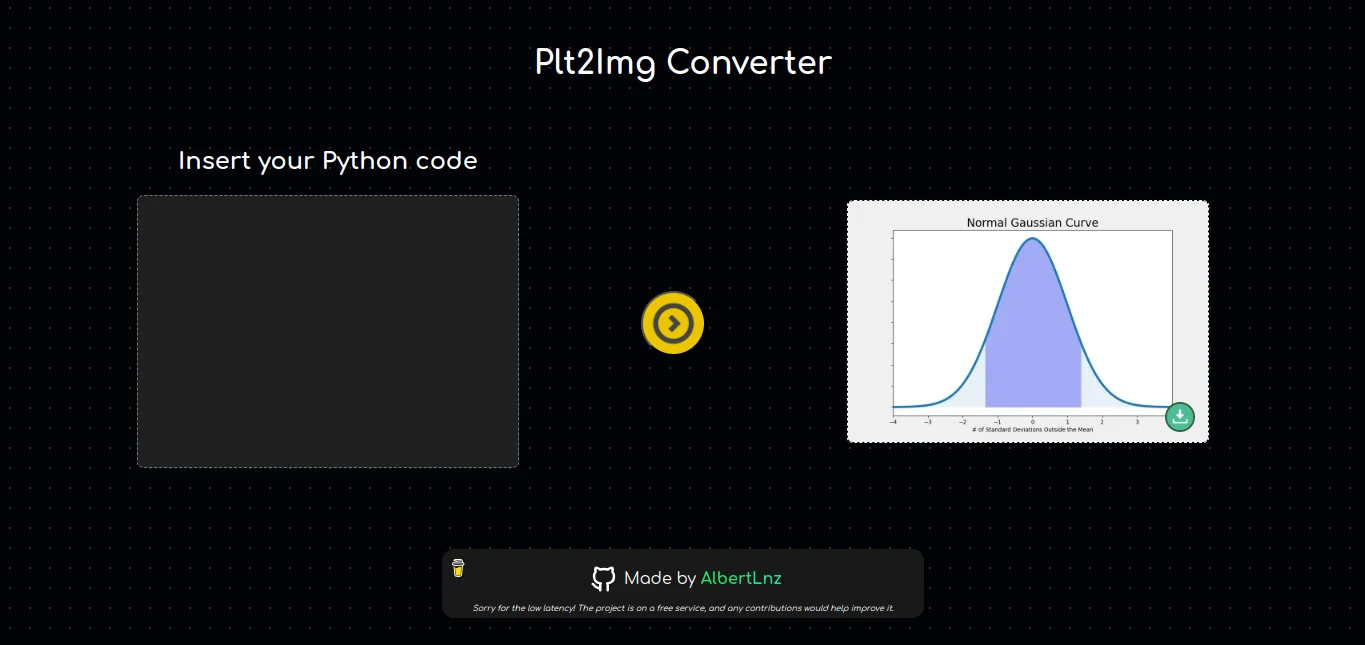 Plt2Img Converter
Insert your Python code
Normal Gaussian Curve
−4 −3 −2 −1 0 1 2 3
# of Standard Deviations Outside the Mean
Made by AlbertLnz
Sorry for the low latency! The project is on a free service, and any contributions would help improve it.